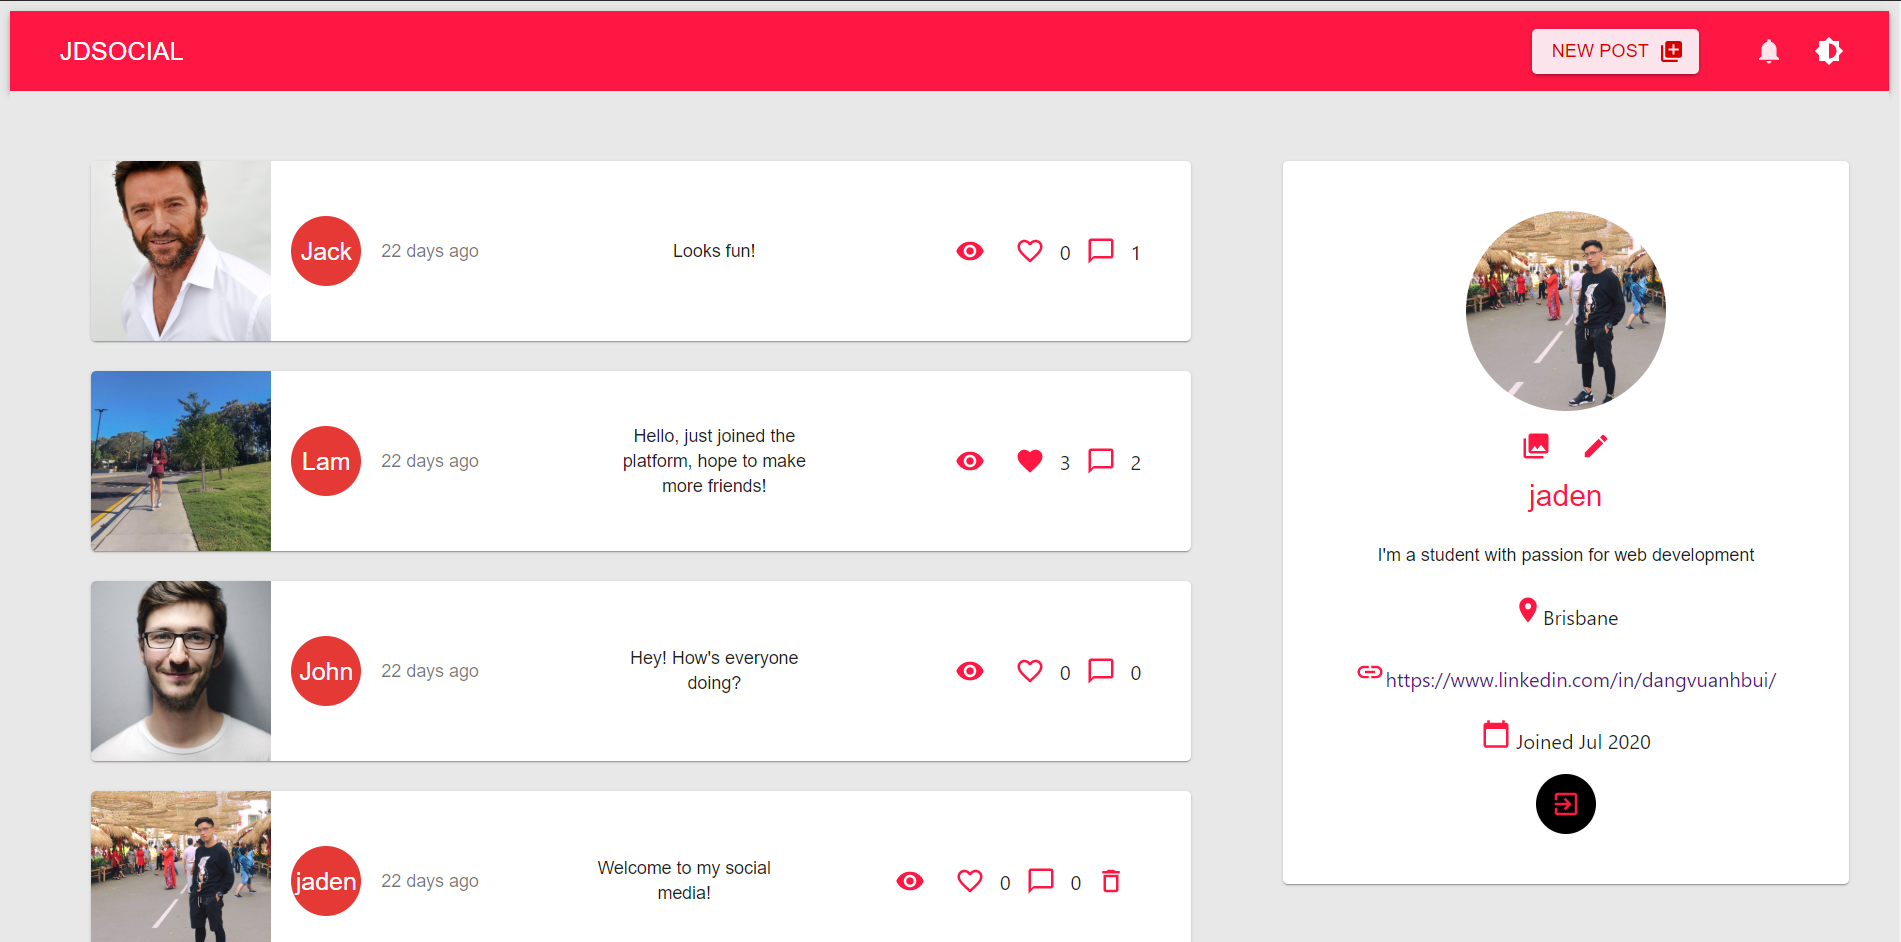 JDSOCIAL
NEW POST
Jack
22 days ago
Looks fun!
0
1
Lam
22 days ago
Hello, just joined the
platform, hope to make
more friends!
3
2
John
22 days ago
Hey! How's everyone
doing?
0
0
jaden
22 days ago
Welcome to my social
media!
0
0
jaden
I'm a student with passion for web development
Brisbane
https://www.linkedin.com/in/dangvuanhbui/
Joined Jul 2020